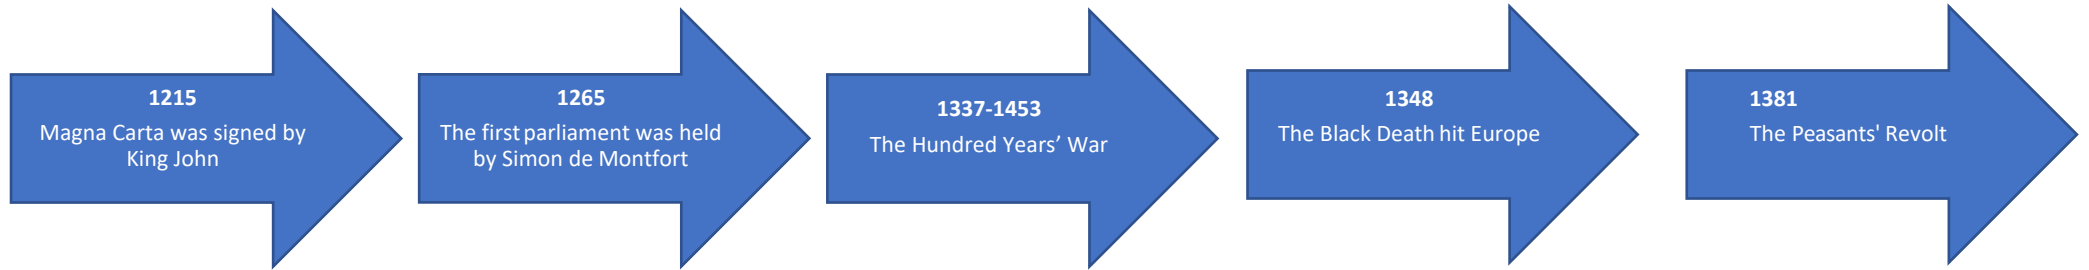 1215
Magna Carta was signed by
King John
1265
The first parliament was held
by Simon de Montfort
1337-1453
The Hundred Years’ War
1348
The Black Death hit Europe
1381
The Peasants' Revolt